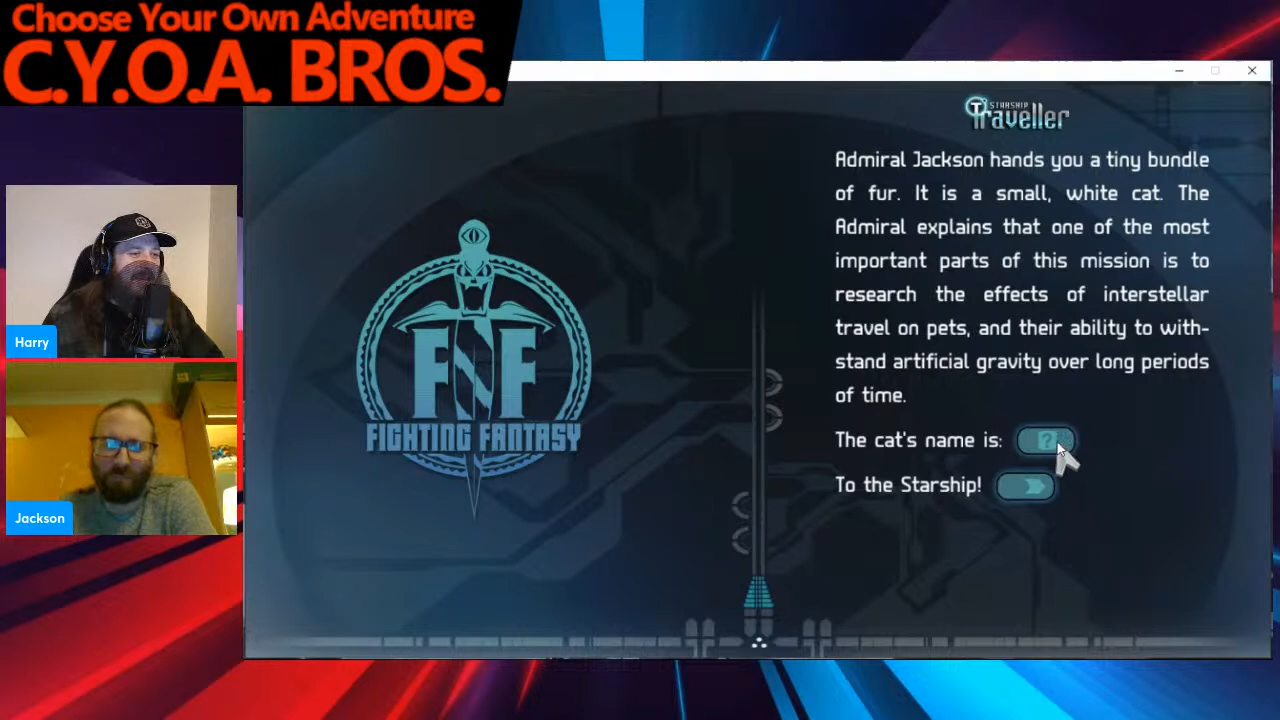 Choose Your Own Adventure
C.Y.O.A. BROS.
STARSHIP
Traveller
Admiral Jackson hands you a tiny bundle
of fur. It is a small, white cat. The
Admiral explains that one of the most
important parts of this mission is to
research the effects of interstellar
travel on pets, and their ability to with-
stand artificial gravity over long periods
of time.
The cat's name is: ?
To the Starship!
FF
FIGHTING FANTASY
Harry
Jackson